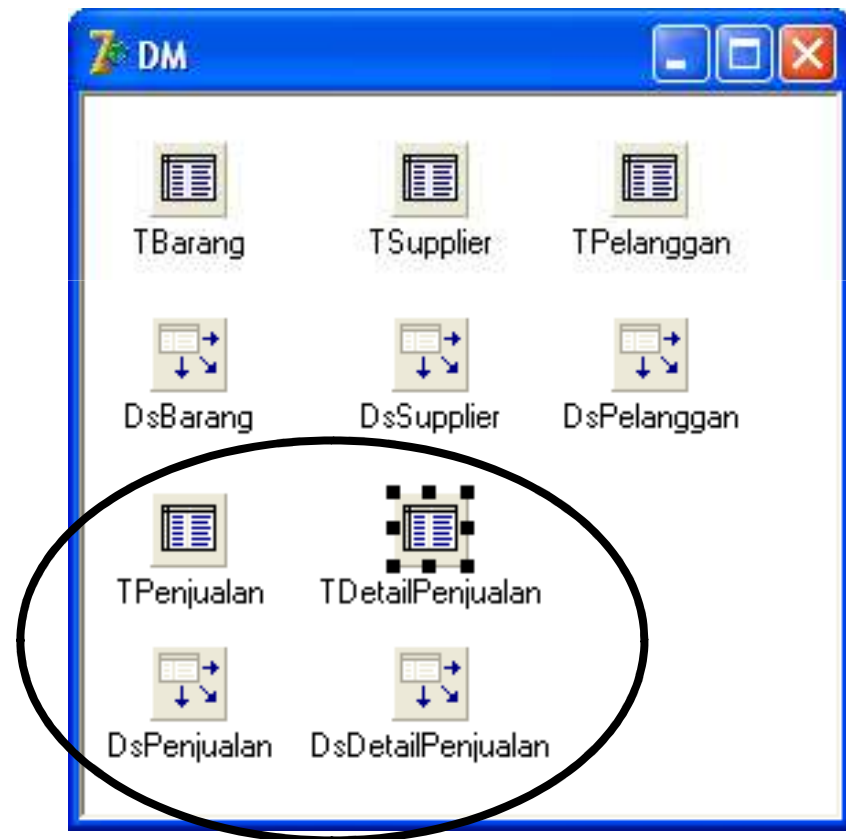 DM
TBarang TSupplier TPelanggan
DsBarang DsSupplier DsPelanggan
TPenjualan TDetailPenjualan
DsPenjualan DsDetailPenjualan